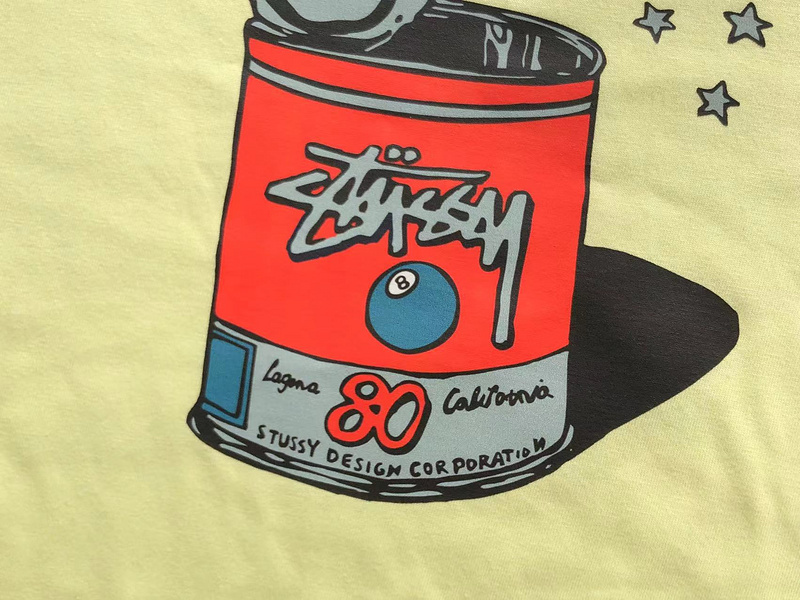 Stüssy
8
Laguna 80 California
STUSSY DESIGN CORPORATION